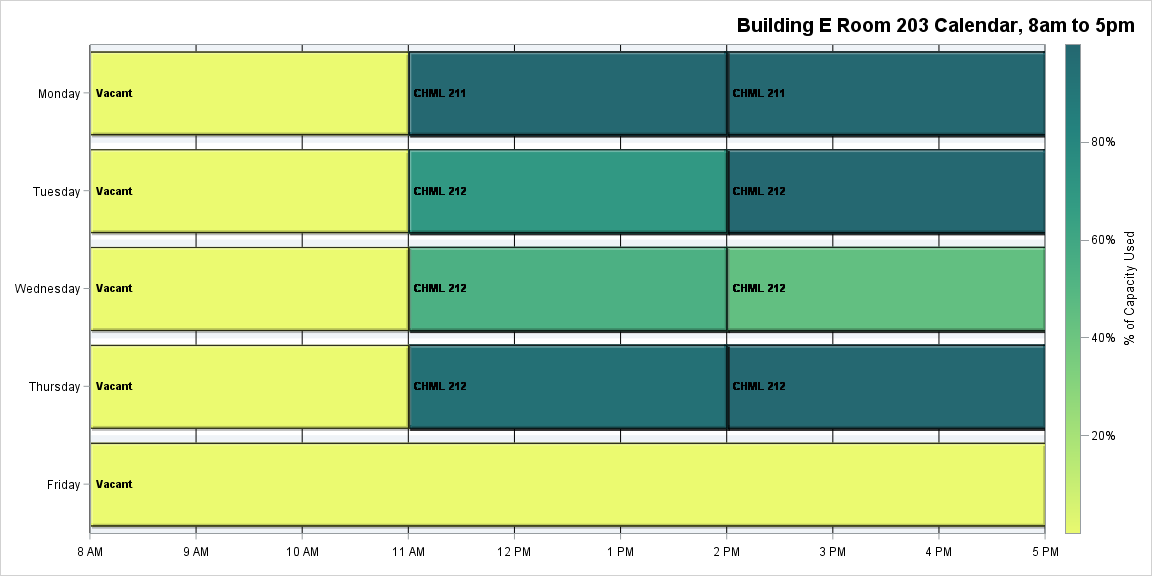 Building E Room 203 Calendar, 8am to 5pm
Monday
Vacant
CHML 211
CHML 211
Tuesday
Vacant
CHML 212
CHML 212
Wednesday
Vacant
CHML 212
CHML 212
Thursday
Vacant
CHML 212
CHML 212
Friday
Vacant
8 AM
9 AM
10 AM
11 AM
12 PM
1 PM
2 PM
3 PM
4 PM
5 PM
80%
60%
40%
20%
% of Capacity Used